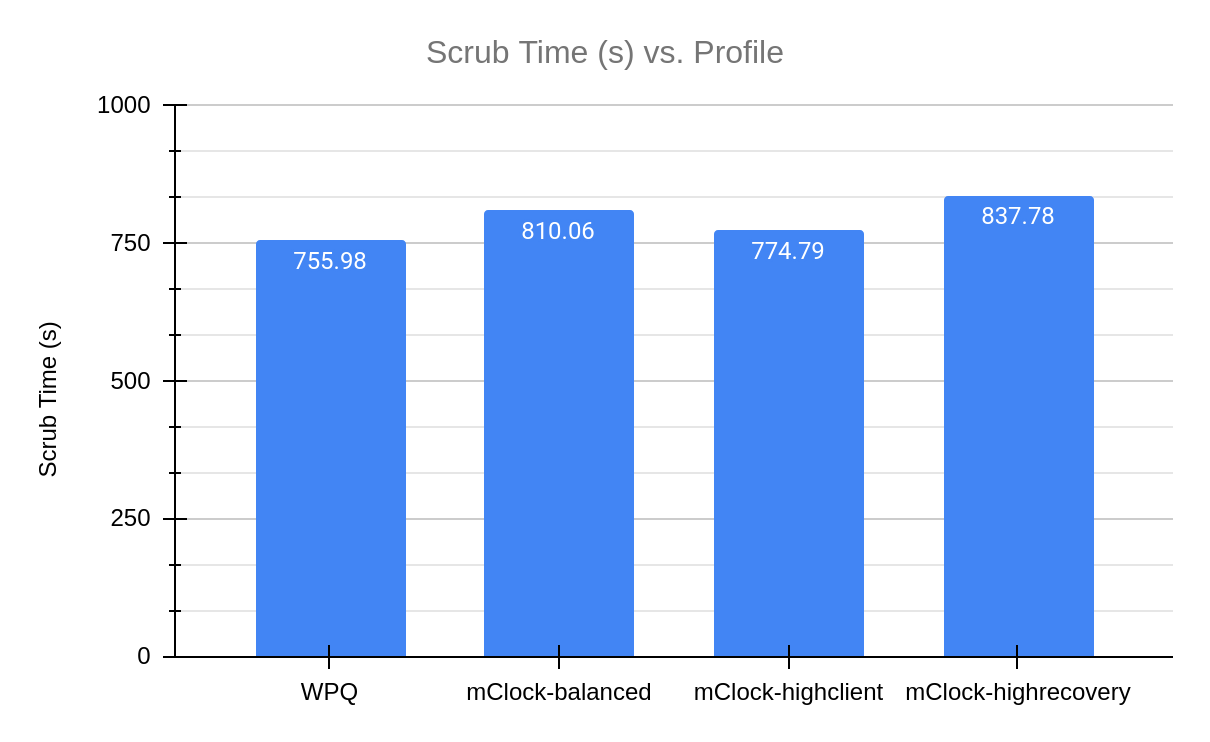 Scrub Time (s) vs. Profile
1000
750
500
250
0
Scrub Time (s)
755.98
810.06
774.79
837.78
WPQ
mClock-balanced
mClock-highclient
mClock-highrecovery